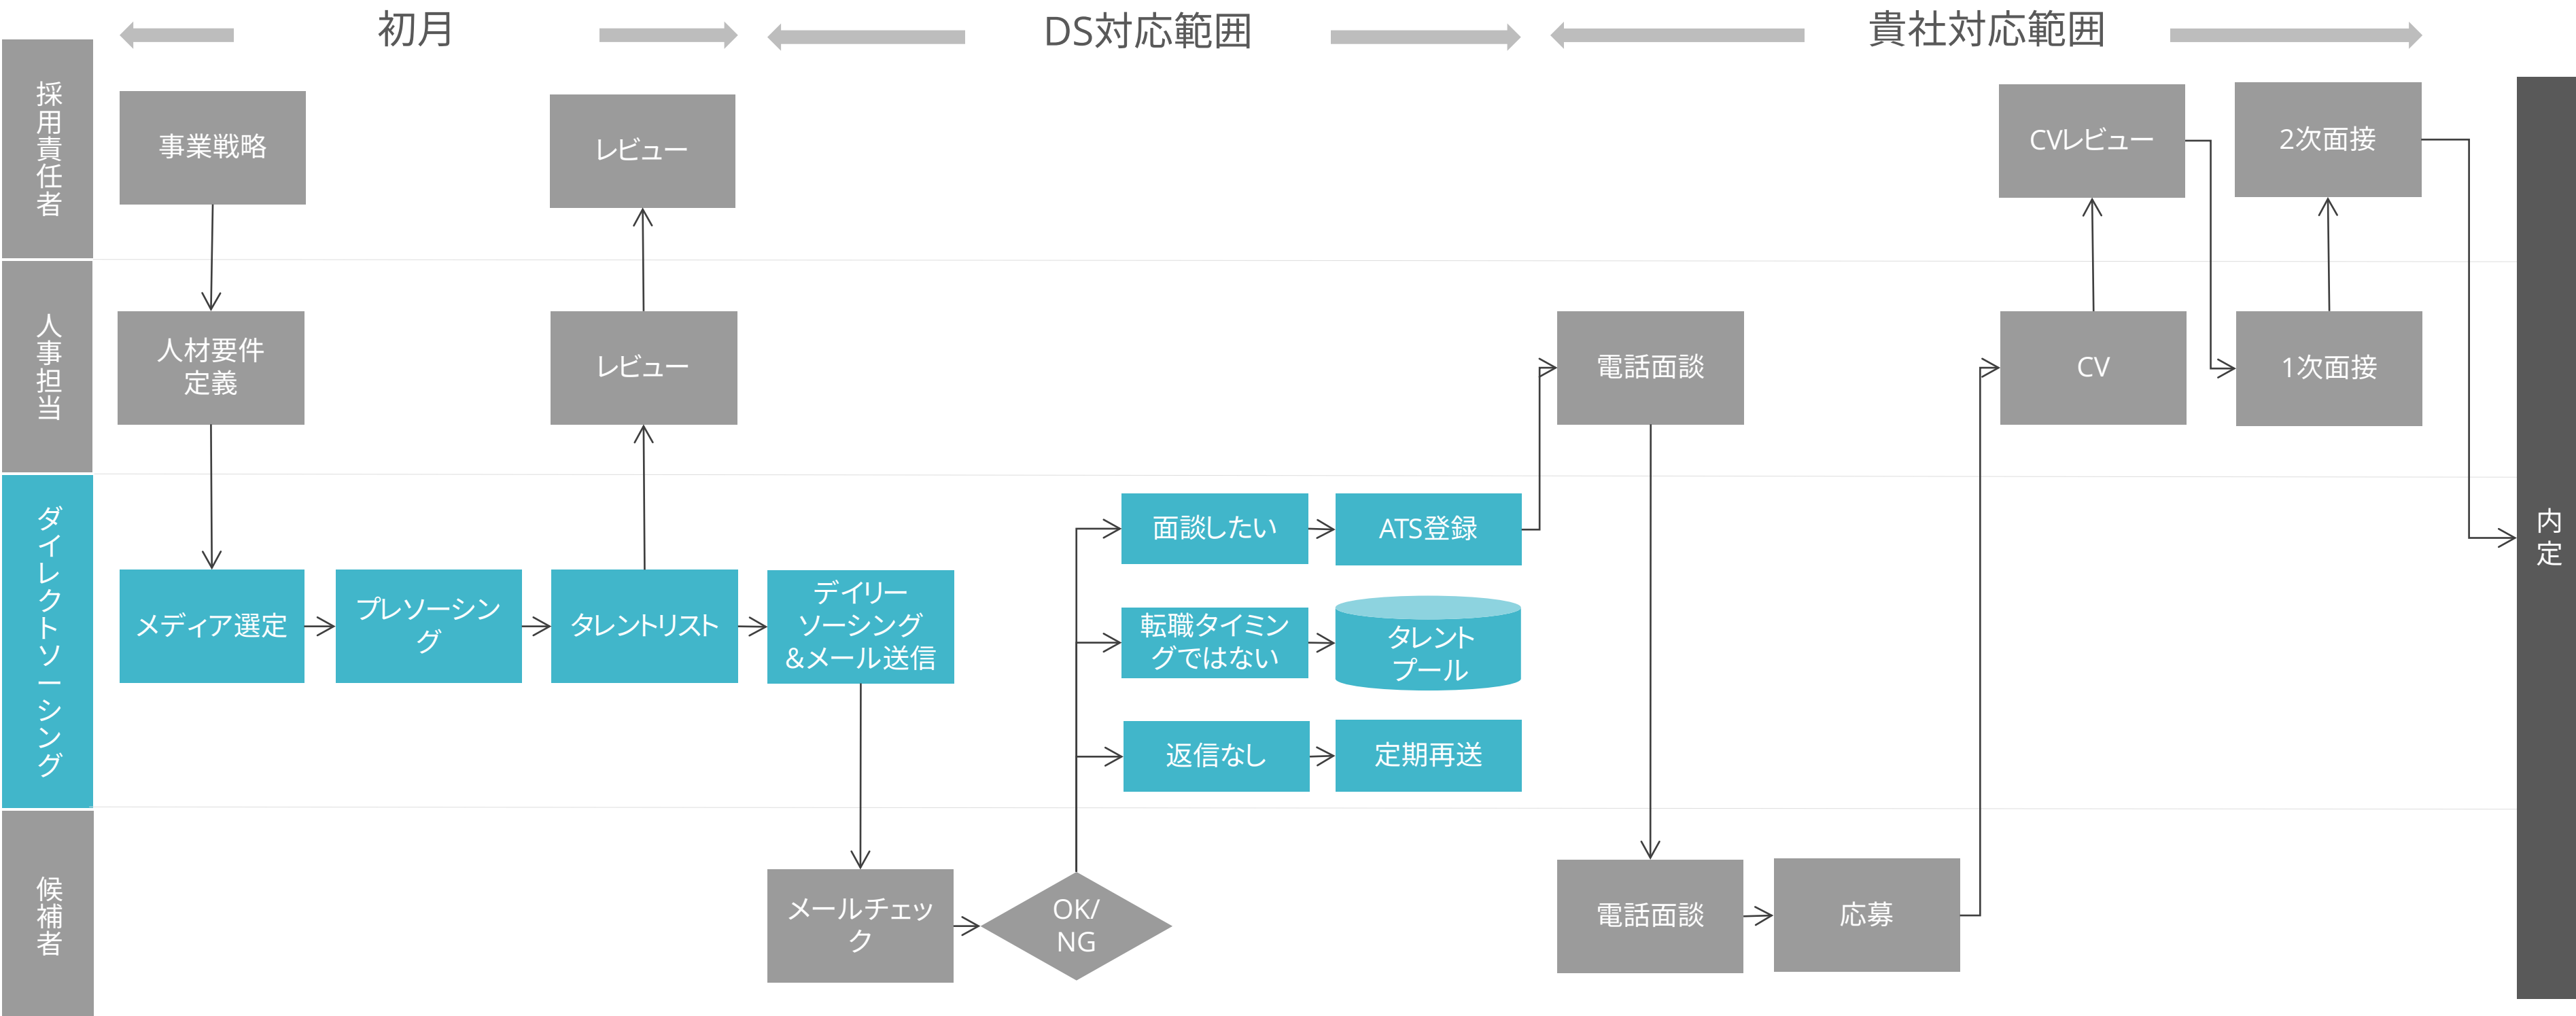 初月
DS対応範囲
貴社対応範囲
採用責任者
事業戦略
レビュー
CVレビュー
2次面接
人事担当
人材要件
定義
レビュー
電話面談
CV
1次面接
ダイレクトソーシング
メディア選定
プレソーシン
グ
タレントリスト
デイリー
ソーシング
&メール送信
面談したい
ATS登録
転職タイミン
グではない
タレント
プール
返信なし
定期再送
候補者
メールチェッ
ク
OK/
NG
電話面談
応募
内定